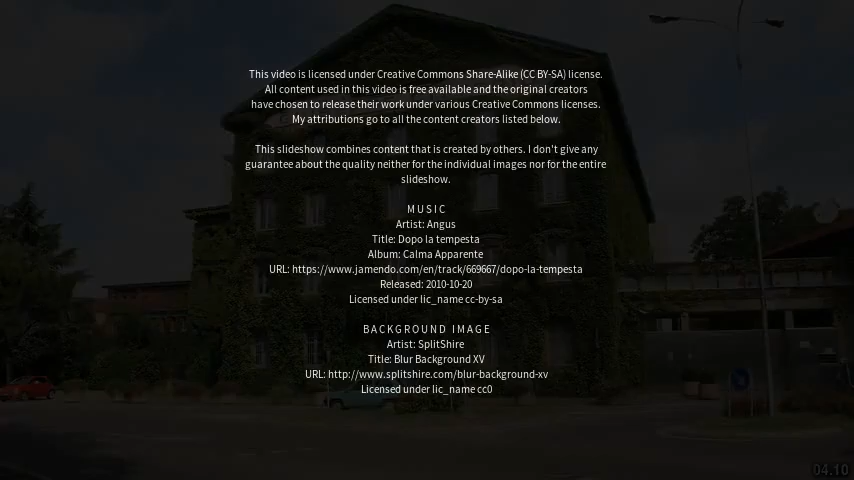 This video is licensed under Creative Commons Share-Alike (CC BY-SA) license.
All content used in this video is free available and the original creators
have chosen to release their work under various Creative Commons licenses.
My attributions go to all the content creators listed below.
This slideshow combines content that is created by others. I don't give any
guarantee about the quality neither for the individual images nor for the entire
slideshow.
MUSIC
Artist: Angus
Title: Dopo la tempesta
Album: Calma Apparente
URL: https://www.jamendo.com/en/track/669667/dopo-la-tempesta
Released: 2010-10-20
Licensed under lic_name cc-by-sa
BACKGROUND IMAGE
Artist: SplitShire
Title: Blur Background XV
URL: http://www.splitshire.com/blur-background-xv
Licensed under lic_name cc0
04.10